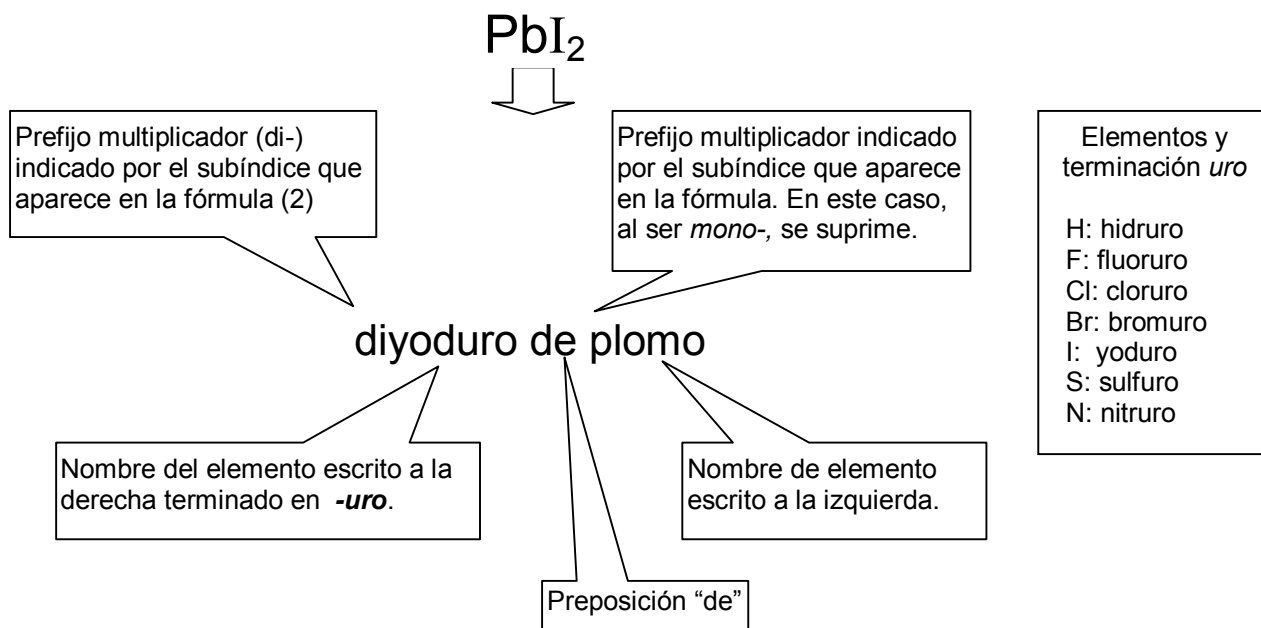 PbI₂
Prefijo multiplicador (di-)
indicado por el subíndice que
aparece en la fórmula (2)
Prefijo multiplicador indicado
por el subíndice que aparece
en la fórmula. En este caso,
al ser mono-, se suprime.
Elementos y
terminación uro
H: hidruro
F: fluoruro
Cl: cloruro
Br: bromuro
I: yoduro
S: sulfuro
N: nitruro
diyoduro de plomo
Nombre del elemento escrito a la
derecha terminado en -uro.
Nombre de elemento
escrito a la izquierda.
Preposición “de”